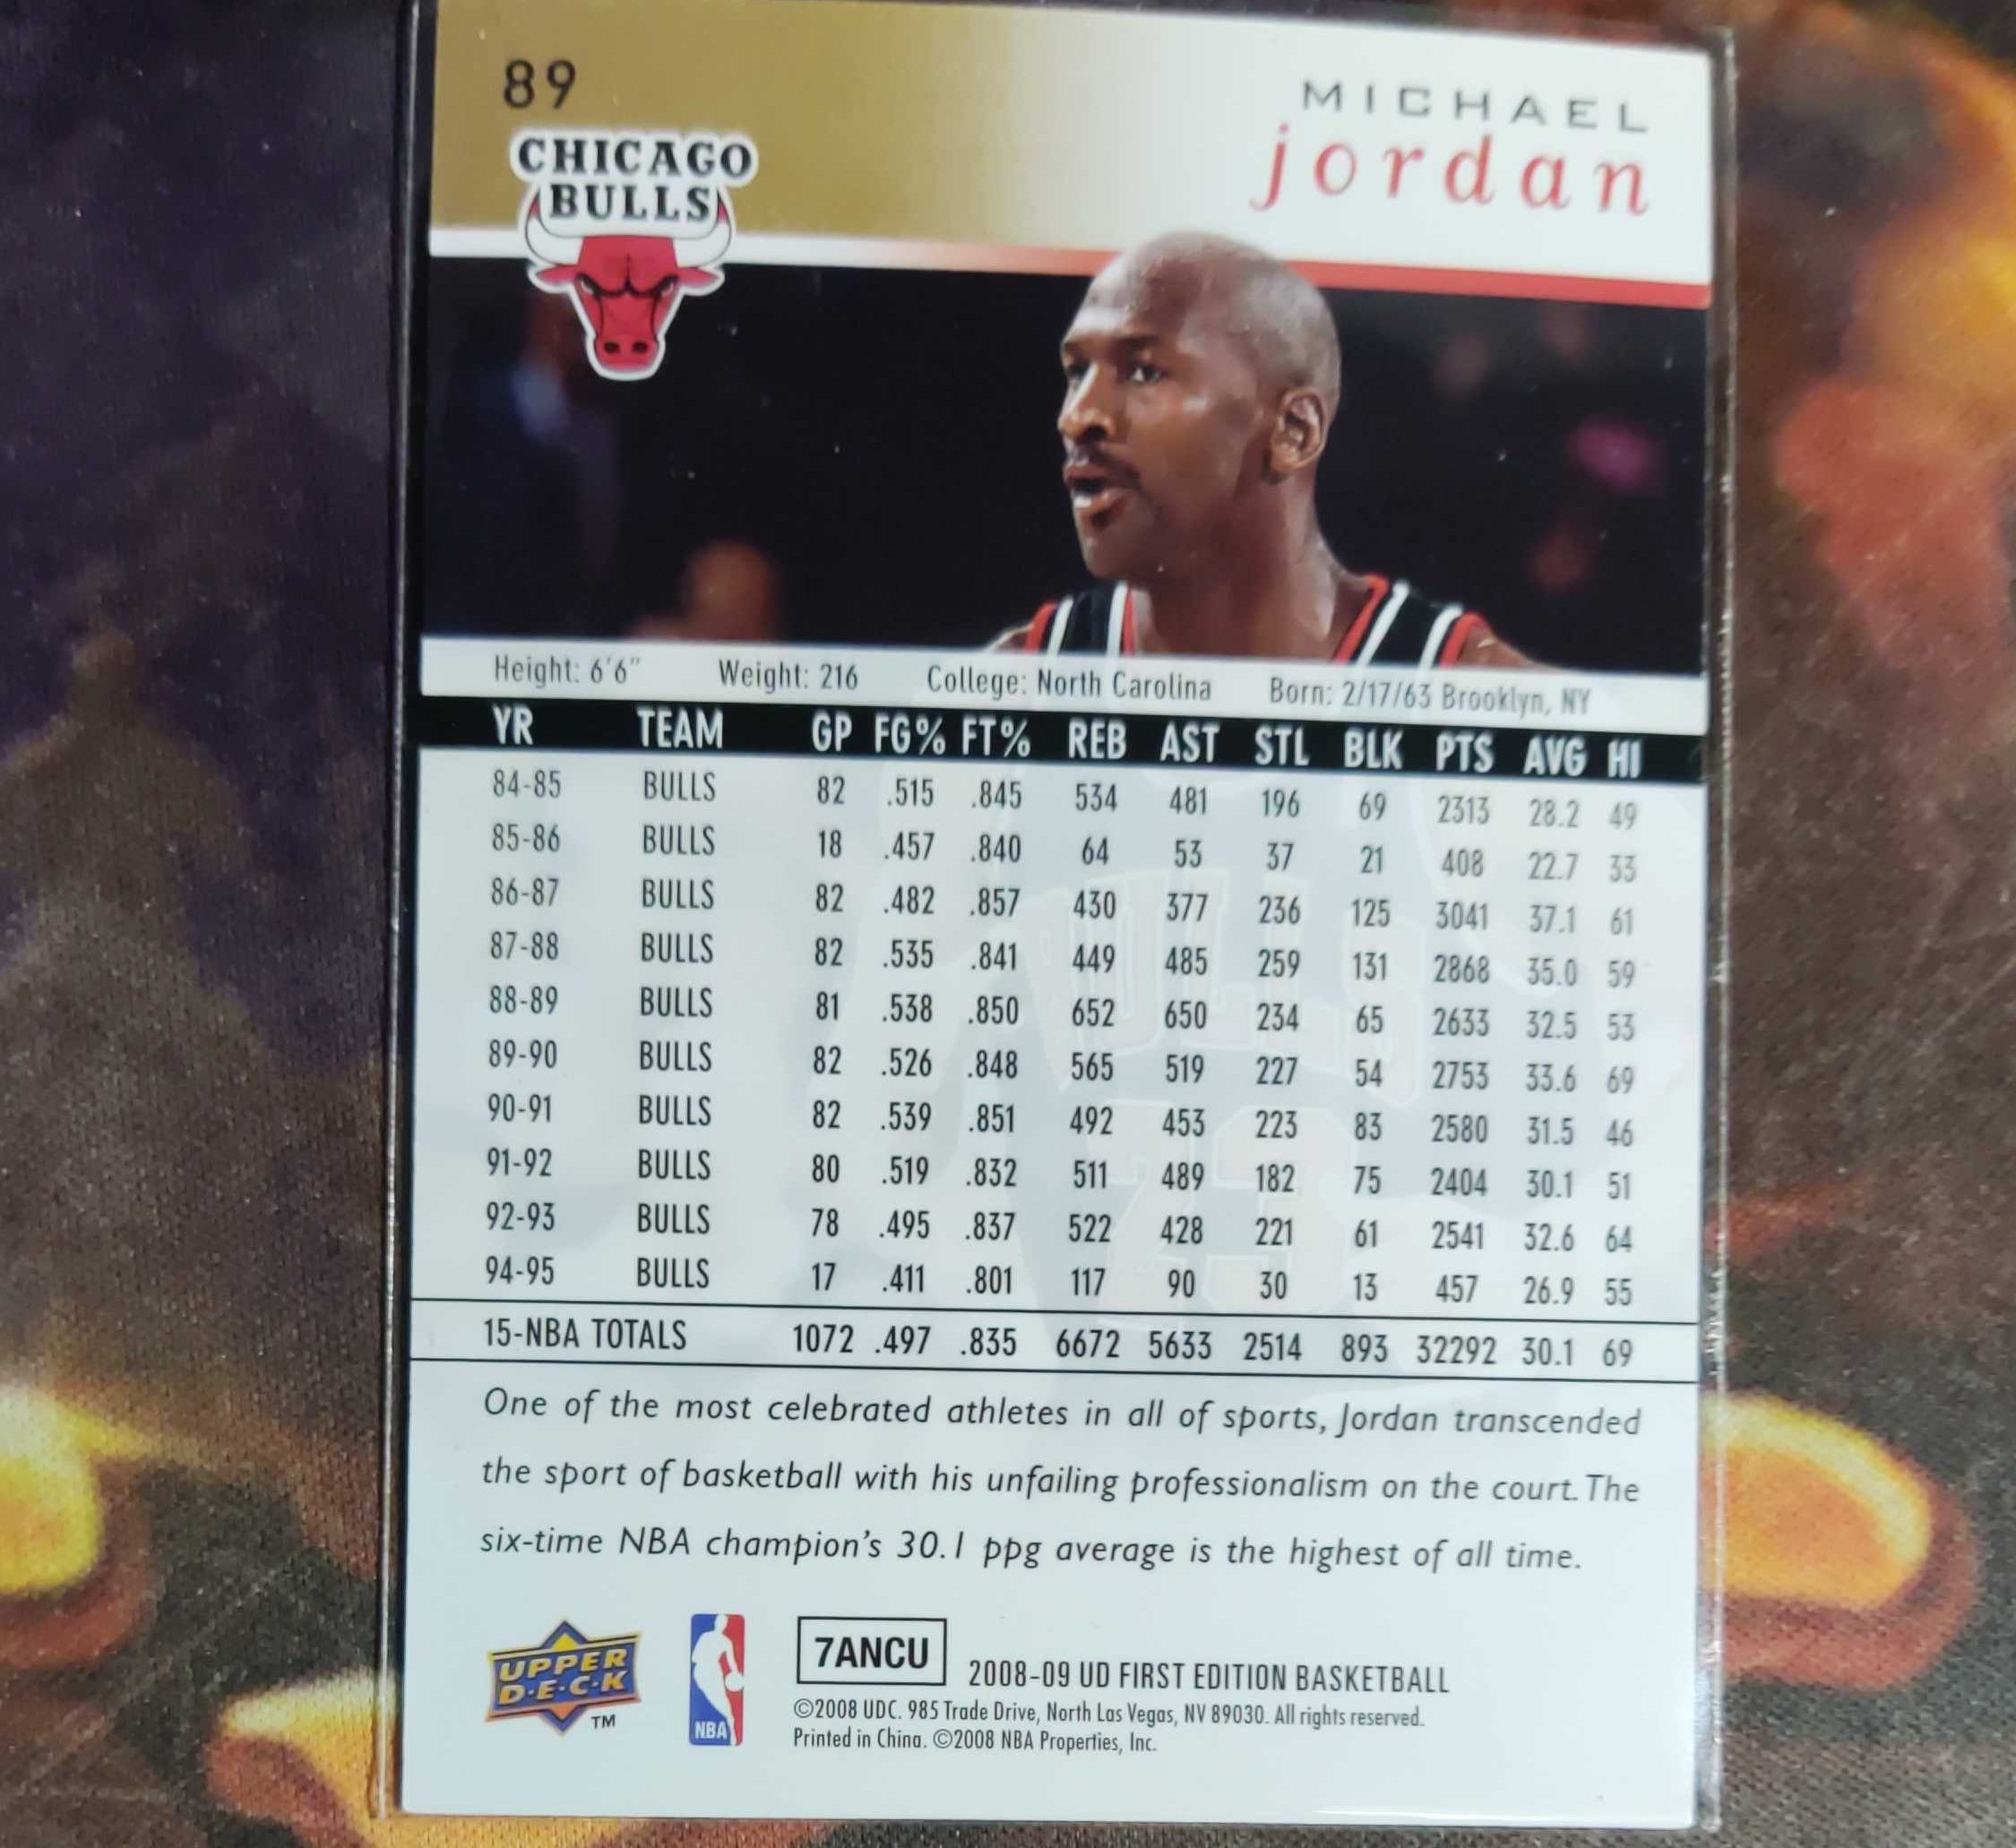 89
MICHAEL
jordan
CHICAGO
BULLS
Height: 6'6" Weight: 216 College: North Carolina Born: 2/17/63 Brooklyn, NY
YR TEAM GP FG% FT% REB AST STL BLK PTS AVG HI
84-85 BULLS 82 .515 .845 534 481 196 69 2313 28.2 49
85-86 BULLS 18 .457 .840 64 53 37 21 408 22.7 33
86-87 BULLS 82 .482 .857 430 377 236 125 3041 37.1 61
87-88 BULLS 82 .535 .841 449 485 259 131 2868 35.0 59
88-89 BULLS 81 .538 .850 652 650 234 65 2633 32.5 53
89-90 BULLS 82 .526 .848 565 519 227 54 2753 33.6 69
90-91 BULLS 82 .539 .851 492 453 223 83 2580 31.5 46
91-92 BULLS 80 .519 .832 511 489 182 75 2404 30.1 51
92-93 BULLS 78 .495 .837 522 428 221 61 2541 32.6 64
94-95 BULLS 17 .411 .801 117 90 30 13 457 26.9 55
15-NBA TOTALS 1072 .497 .835 6672 5633 2514 893 32292 30.1 69
One of the most celebrated athletes in all of sports, Jordan transcended
the sport of basketball with his unfailing professionalism on the court. The
six-time NBA champion's 30.1 ppg average is the highest of all time.
UPPER
D•E•C•K
TM
NBA
7ANCU
2008-09 UD FIRST EDITION BASKETBALL
©2008 UDC. 985 Trade Drive, North Las Vegas, NV 89030. All rights reserved.
Printed in China. ©2008 NBA Properties, Inc.